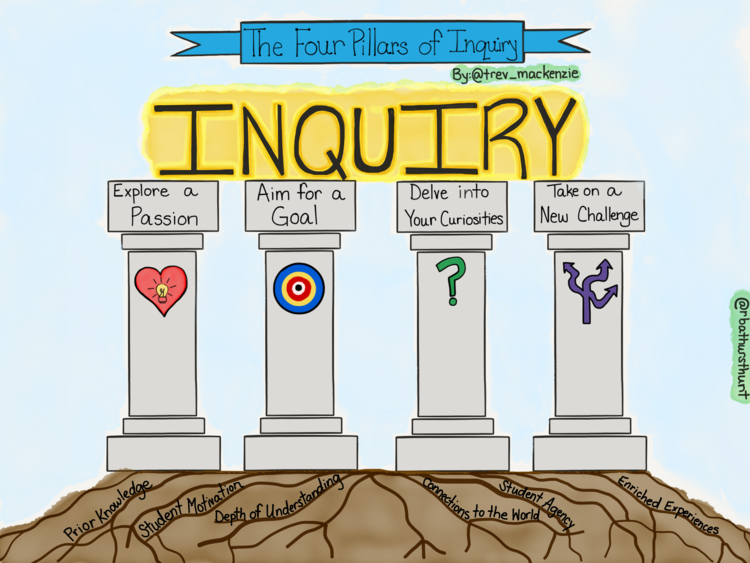 The Four Pillars of Inquiry
By:@trev_mackenzie
INQUIRY
Explore a
Passion
Aim for a
Goal
Delve into
Your Curiosities
Take on a
New Challenge
?
@rbathursthunt
Prior Knowledge
Student Motivation
Depth of Understanding
Connections to the World
Student Agency
Enriched Experiences